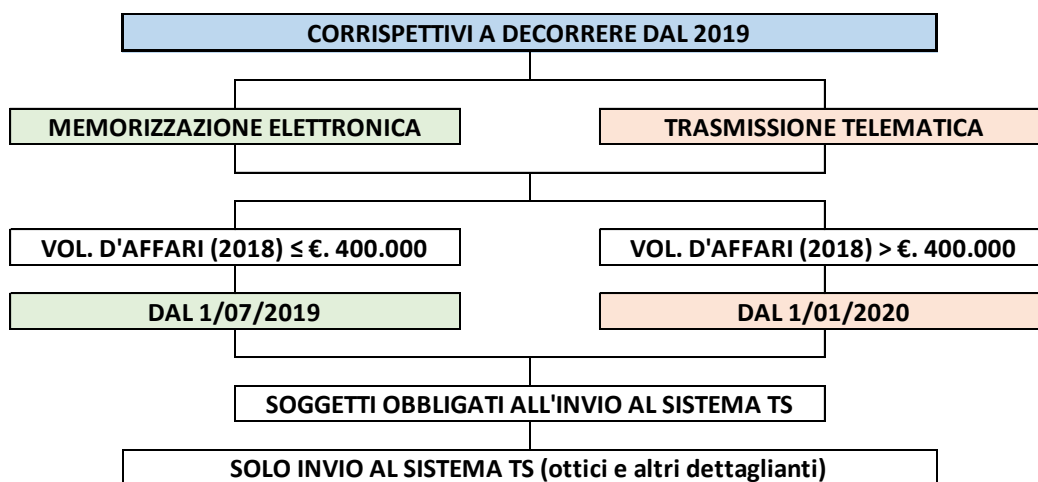 CORRISPETTIVI A DECORRERE DAL 2019
MEMORIZZAZIONE ELETTRONICA
TRASMISSIONE TELEMATICA
VOL. D'AFFARI (2018) ≤ €. 400.000
VOL. D'AFFARI (2018) > €. 400.000
DAL 1/07/2019
DAL 1/01/2020
SOGGETTI OBBLIGATI ALL'INVIO AL SISTEMA TS
SOLO INVIO AL SISTEMA TS (ottici e altri dettaglianti)